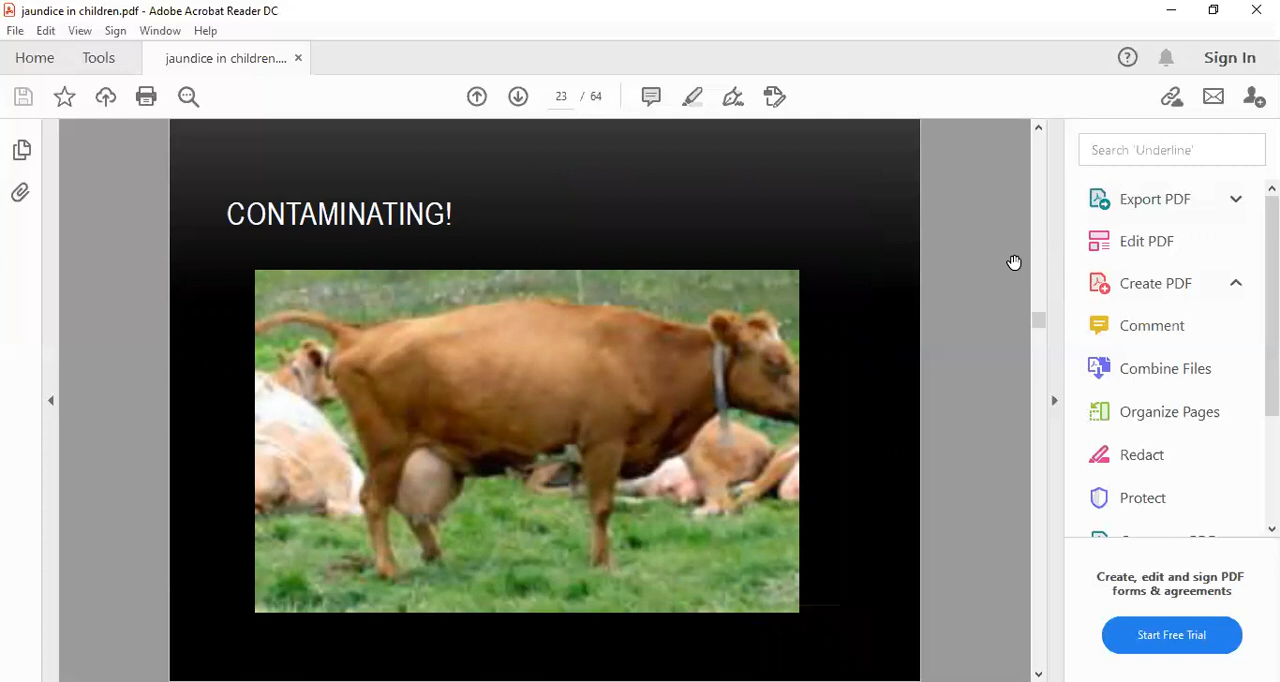 jaundice in children.pdf - Adobe Acrobat Reader DC
File Edit View Sign Window Help
Home Tools jaundice in children.... Sign In
23 / 64
Search 'Underline'
Export PDF
Edit PDF
Create PDF
Comment
Combine Files
Organize Pages
Redact
Protect
CONTAMINATING!
Create, edit and sign PDF
forms & agreements
Start Free Trial